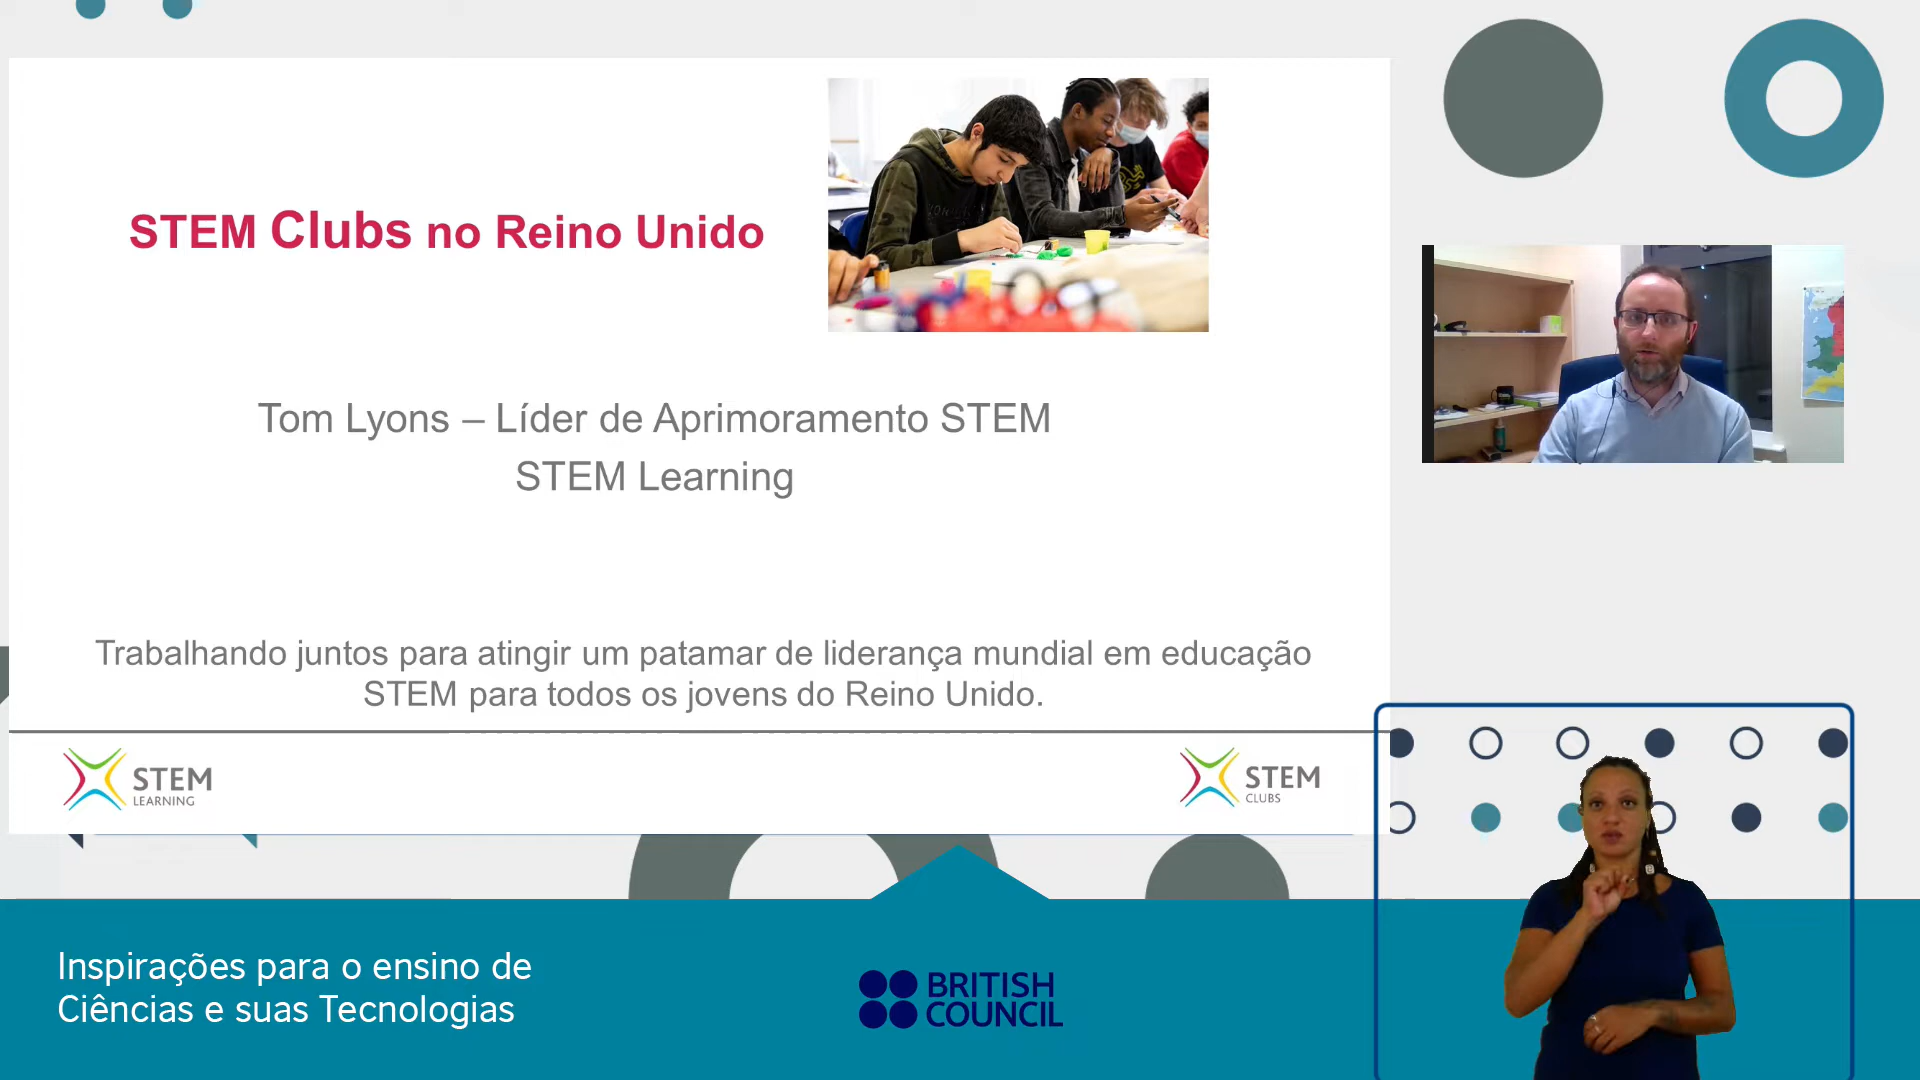 STEM Clubs no Reino Unido
Tom Lyons – Líder de Aprimoramento STEM
STEM Learning
Trabalhando juntos para atingir um patamar de liderança mundial em educação
STEM para todos os jovens do Reino Unido.
STEM
LEARNING
STEM
CLUBS
Inspirações para o ensino de
Ciências e suas Tecnologias
BRITISH
COUNCIL